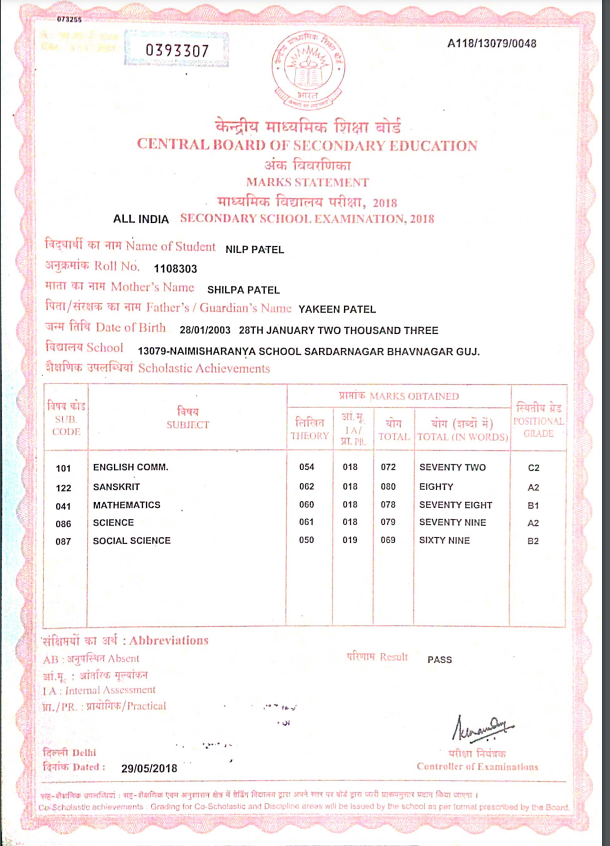 073255
0393307
A118/13079/0048
भारत
केन्द्रीय माध्यमिक शिक्षा बोर्ड
CENTRAL BOARD OF SECONDARY EDUCATION
अंक विवरणिका
MARKS STATEMENT
माध्यमिक विद्यालय परीक्षा, 2018
ALL INDIA SECONDARY SCHOOL EXAMINATION, 2018
विद्यार्थी का नाम Name of Student NILP PATEL
अनुक्रमांक Roll No. 1108303
माता का नाम Mother's Name SHILPA PATEL
पिता/संरक्षक का नाम Father's / Guardian's Name YAKEEN PATEL
जन्म तिथि Date of Birth 28/01/2003 28TH JANUARY TWO THOUSAND THREE
विद्यालय School 13079-NAIMISHARANYA SCHOOL SARDARNAGAR BHAVNAGAR GUJ.
शैक्षणिक उपलब्धियां Scholastic Achievements
विषय कोड SUB. CODE
विषय SUBJECT
प्राप्तांक MARKS OBTAINED
लिखित THEORY
आं.मू. I A / प्रा. PR.
योग TOTAL
योग (शब्दों में) TOTAL (IN WORDS)
स्थितीय ग्रेड POSITIONAL GRADE
101 ENGLISH COMM. 054 018 072 SEVENTY TWO C2
122 SANSKRIT 062 018 080 EIGHTY A2
041 MATHEMATICS 060 018 078 SEVENTY EIGHT B1
086 SCIENCE 061 018 079 SEVENTY NINE A2
087 SOCIAL SCIENCE 050 019 069 SIXTY NINE B2
संक्षिप्तियों का अर्थ : Abbreviations
AB : अनुपस्थित Absent
परिणाम Result PASS
आं.मू. : आंतरिक मूल्यांकन
I A : Internal Assessment
प्रा./PR. : प्रायोगिक/Practical
दिल्ली Delhi
परीक्षा नियंत्रक
दिनांक Dated : 29/05/2018
Controller of Examinations
सह-शैक्षणिक उपलब्धियां : सह-शैक्षणिक एवम अनुशासन क्षेत्र में ग्रेडिंग विद्यालय द्वारा अपने स्तर पर बोर्ड द्वारा जारी प्रारूपनुसार प्रदान किया जाएगा ।
Co-Scholastic achievements Grading for Co-Scholastic and Discipline areas will be issued by the school as per format prescribed by the Board.